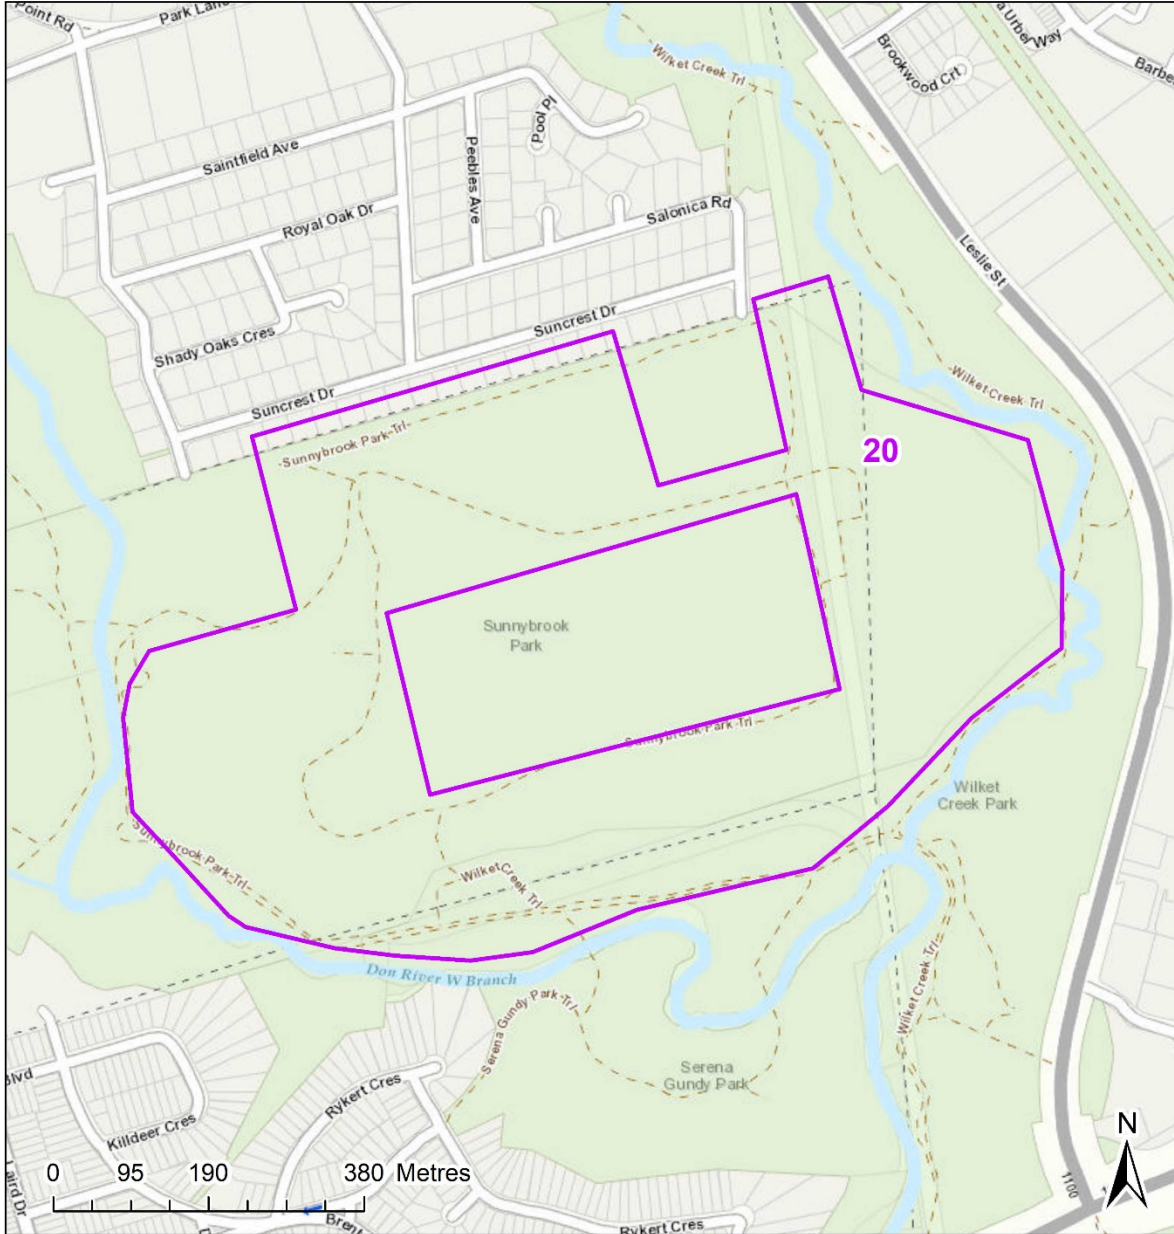 Point Rd
Park Lane
Wilket Creek Trl
a Urbel Way
Brookwood Crt
Barbe
Pool Pl
Saintfield Ave
Peebles Ave
Royal Oak Dr
Salonica Rd
Leslie St
Suncrest Dr
Shady Oaks Cres
Wilket Creek Trl
Suncrest Dr
Sunnybrook Park Trl
20
Sunnybrook
Park
Sunnybrook Park Trl
Wilket
Creek Park
Sunnybrook Park Trl
Wilket Creek Trl
Don River W Branch
Wilket Creek Trl
Serena Gundy Park Trl
Serena
Gundy Park
Blvd
Rykert Cres
Killdeer Cres
N
0 95 190 380 Metres
Laird Dr
1100
Brent
Rykert Cres